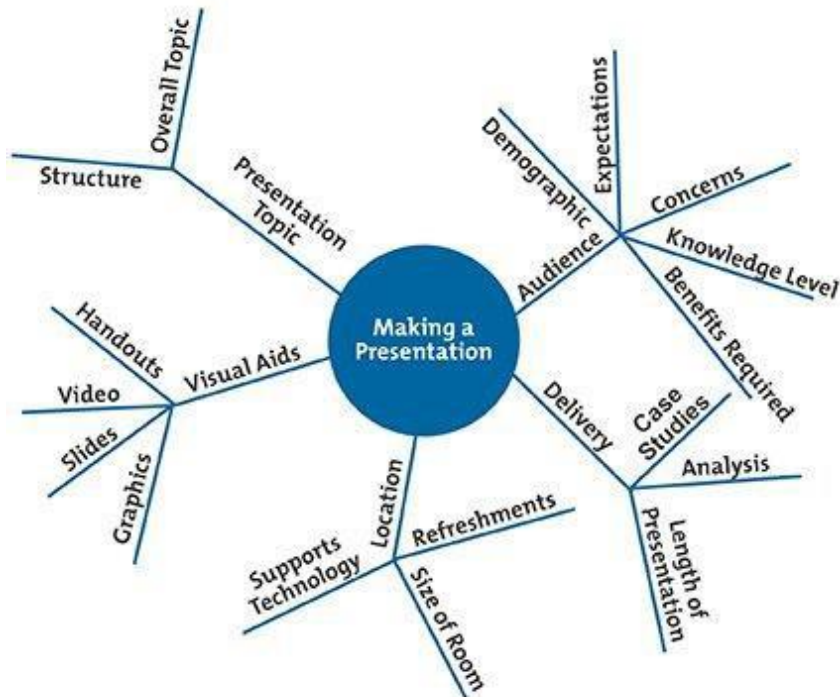 Making a
Presentation
Presentation
Topic
Overall Topic
Structure
Audience
Demographic
Expectations
Concerns
Knowledge Level
Benefits Required
Delivery
Case
Studies
Analysis
Length of
Presentation
Location
Refreshments
Size of Room
Supports
Technology
Visual Aids
Handouts
Video
Slides
Graphics